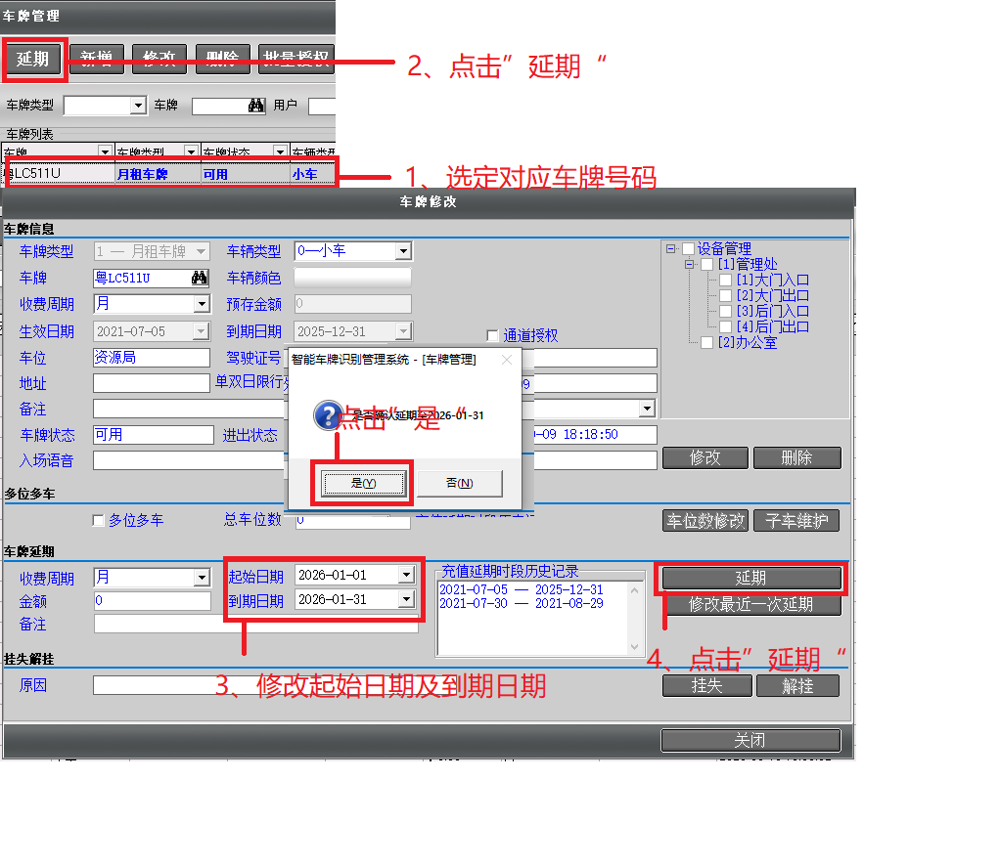 车牌管理
延期 新增 修改 删除 批量授权
2、点击”延期“
车牌类型 车牌 用户
车牌列表
车牌 车牌类型 车牌状态 车辆类型
粤LC511U 月租车牌 可用 小车
1、选定对应车牌号码
车牌修改
车牌信息
车牌类型 1 — 月租车牌 车辆类型 0—小车
设备管理
[1]管理处
[1]大门入口
[2]大门出口
[3]后门入口
[4]后门出口
[2]办公室
车牌 粤LC511U 车辆颜色
收费周期 月 预存金额 0
生效日期 2021-07-05 到期日期 2025-12-31 通道授权
车位 资源局 驾驶证号
地址 单双日限行
备注
车牌状态 可用 进出状态 -09 18:18:50
入场语音
修改 删除
智能车牌识别管理系统 - [车牌管理]
是否确认延期至2026-01-31
点击”是“
是(Y) 否(N)
多位多车
多位多车 总车位数 0
车位数修改 子车维护
车牌延期
收费周期 月 起始日期 2026-01-01
金额 0 到期日期 2026-01-31
备注
充值延期时段历史记录
2021-07-05 — 2025-12-31
2021-07-30 — 2021-08-29
延期
修改最近一次延期
4、点击”延期“
挂失解挂
3、修改起始日期及到期日期
原因 挂失 解挂
关闭